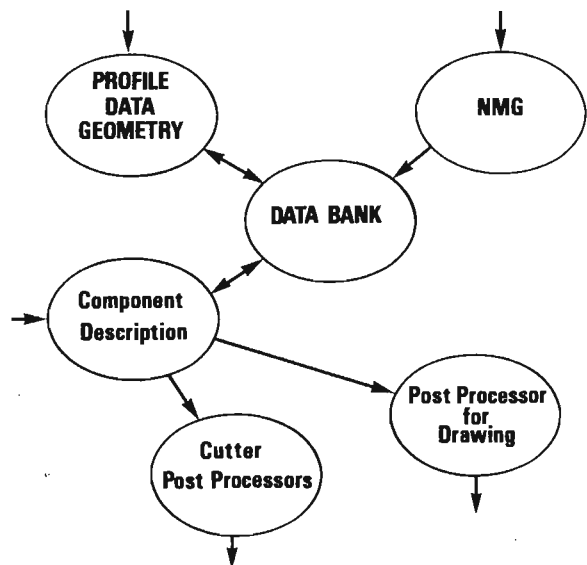 PROFILE
DATA
GEOMETRY
NMG
DATA BANK
Component
Description
Post Processor
for
Drawing
Cutter
Post Processors